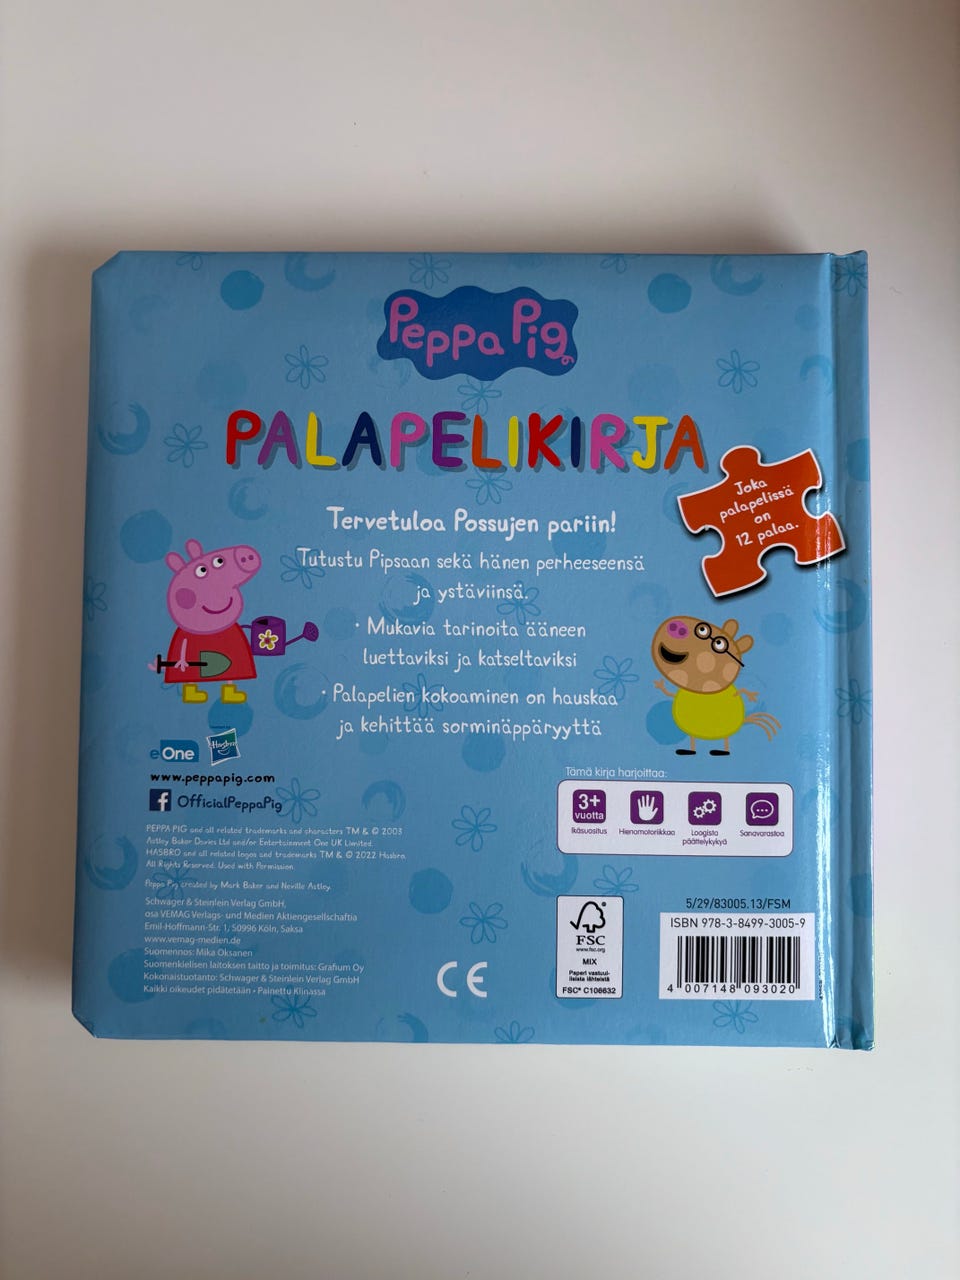 Peppa Pig
PALAPELIKIRJA
Joka
palapelissä
on
12 palaa.
Tervetuloa Possujen pariin!
Tutustu Pipsaan sekä hänen perheeseensä
ja ystäviinsä.
• Mukavia tarinoita ääneen
luettaviksi ja katseltaviksi
• Palapelien kokoaminen on hauskaa
ja kehittää sorminäppäryyttä
eOne
Hasbro
www.peppapig.com
OfficialPeppaPig
PEPPA PIG and all related trademarks and characters TM & © 2003
Astley Baker Davies Ltd and/or Entertainment One UK Limited.
HASBRO and all related logos and trademarks TM & © 2022 Hasbro.
All Rights Reserved. Used with Permission.
Peppa Pig created by Mark Baker and Neville Astley.
Schwager & Steinlein Verlag GmbH,
osa VEMAG Verlags- und Medien Aktiengesellschaftia
Emil-Hoffmann-Str. 1, 50996 Köln, Saksa
www.vemag-medien.de
Suomennos: Mika Oksanen
Suomenkielisen laitoksen taitto ja toimitus: Grafium Oy
Kokonaistuotanto: Schwager & Steinlein Verlag GmbH
Kaikki oikeudet pidätetään • Painettu Kiinassa
CE
Tämä kirja harjoittaa:
3+
vuotta
Ikäsuositus
Hienomotoriikkaa
Loogista
päättelykykyä
Sanavarastoa
FSC
www.fsc.org
MIX
Paperi vastuul-
lisista lähteistä
FSC® C106632
5/29/83005.13/FSM
ISBN 978-3-8499-3005-9
4 007148 093020